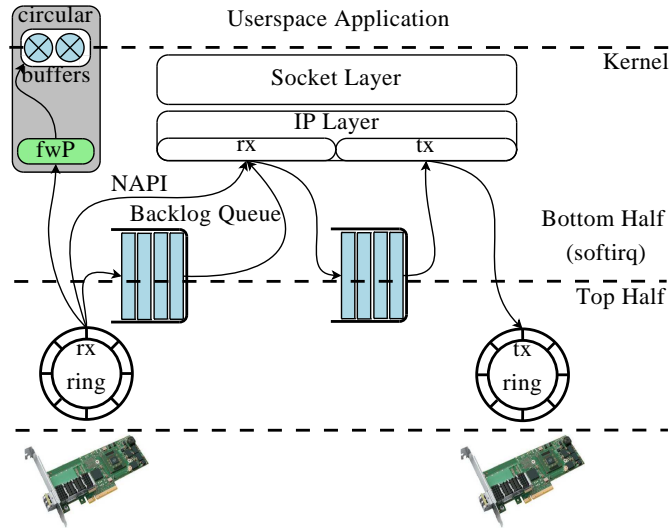 circular
buffers
Userspace Application
Kernel
Socket Layer
IP Layer
rx
tx
fwP
NAPI
Backlog Queue
Bottom Half
(softirq)
Top Half
rx
ring
tx
ring